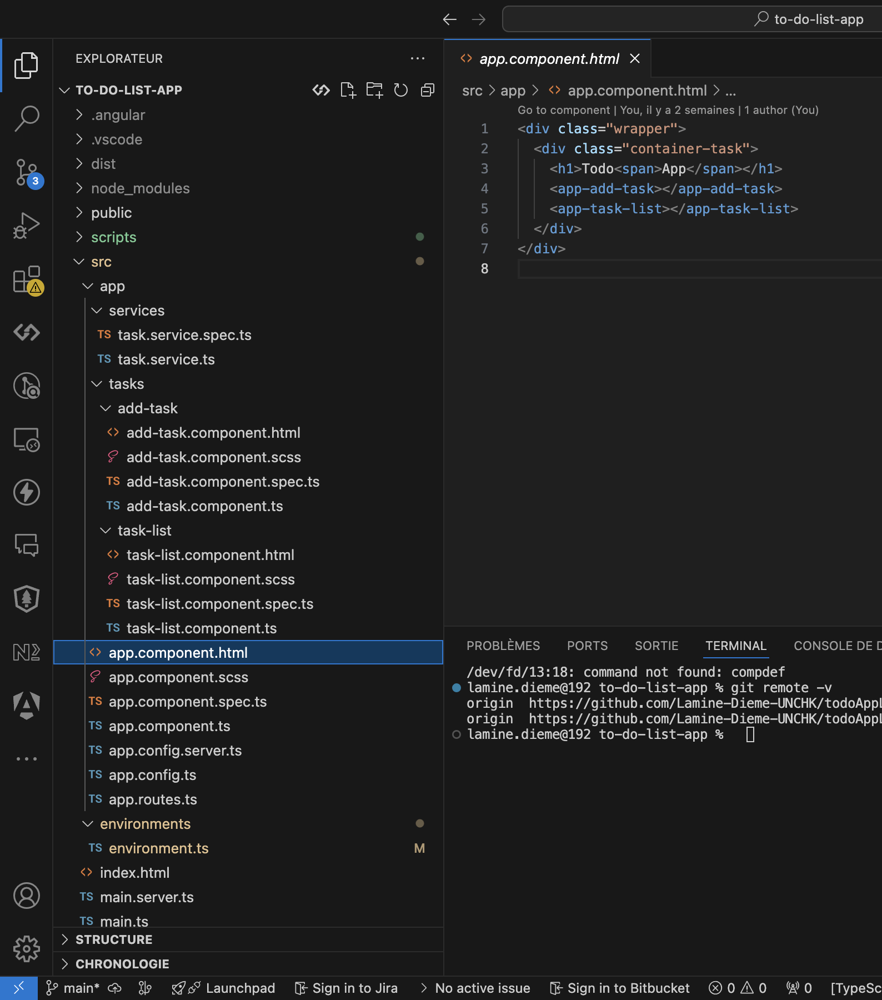 to-do-list-app
EXPLORATEUR
TO-DO-LIST-APP
.angular
.vscode
dist
node_modules
public
scripts
src
app
services
TS task.service.spec.ts
TS task.service.ts
tasks
add-task
<> add-task.component.html
add-task.component.scss
TS add-task.component.spec.ts
TS add-task.component.ts
task-list
<> task-list.component.html
task-list.component.scss
TS task-list.component.spec.ts
TS task-list.component.ts
<> app.component.html
app.component.scss
TS app.component.spec.ts
TS app.component.ts
TS app.config.server.ts
TS app.config.ts
TS app.routes.ts
environments
TS environment.ts M
<> index.html
TS main.server.ts
TS main.ts
STRUCTURE
CHRONOLOGIE
3
<> app.component.html
src > app > <> app.component.html > ...
Go to component | You, il y a 2 semaines | 1 author (You)
1 <div class="wrapper">
2 <div class="container-task">
3 <h1>Todo<span>App</span></h1>
4 <app-add-task></app-add-task>
5 <app-task-list></app-task-list>
6 </div>
7 </div>
8
PROBLÈMES PORTS SORTIE TERMINAL CONSOLE DE D
/dev/fd/13:18: command not found: compdef
lamine.dieme@192 to-do-list-app % git remote -v
origin https://github.com/Lamine-Dieme-UNCHK/todoAppL
origin https://github.com/Lamine-Dieme-UNCHK/todoAppL
lamine.dieme@192 to-do-list-app %
main* Launchpad Sign in to Jira > No active issue Sign in to Bitbucket 0 0 0 [TypeSc